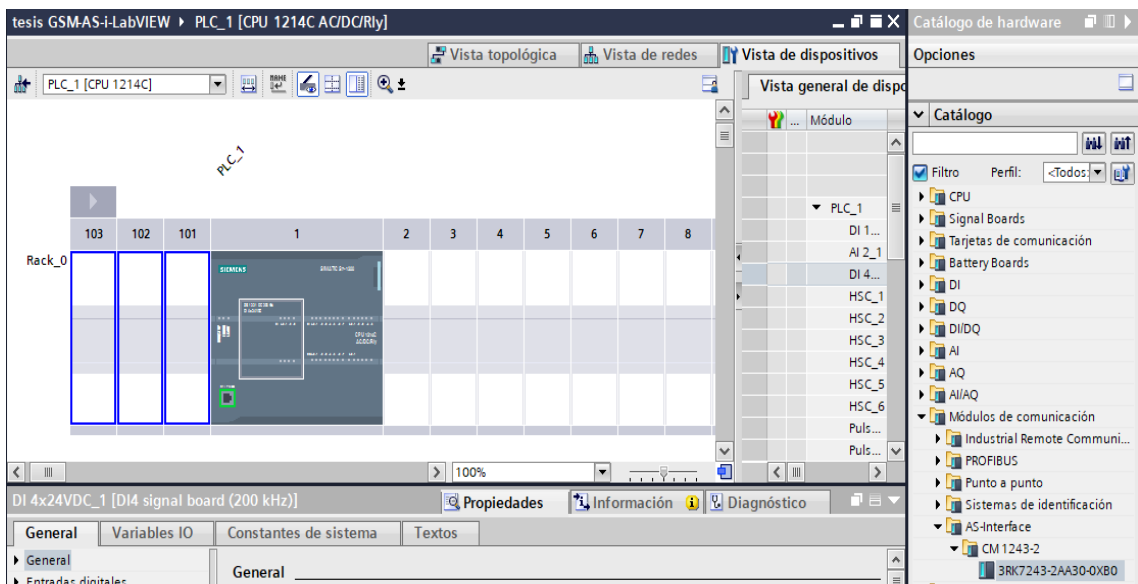 tesis GSM-AS-i-LabVIEW ▸ PLC_1 [CPU 1214C AC/DC/Rly]
Vista topológica
Vista de redes
Vista de dispositivos
PLC_1 [CPU 1214C]
PLC_1
103 102 101 1 2 3 4 5 6 7 8
Rack_0
SIEMENS
100%
Vista general de dispo
... Módulo
PLC_1
DI 1...
AI 2_1
DI 4...
HSC_1
HSC_2
HSC_3
HSC_4
HSC_5
HSC_6
Puls...
Puls...
DI 4x24VDC_1 [DI4 signal board (200 kHz)]
Propiedades
Información
Diagnóstico
General
Variables IO
Constantes de sistema
Textos
General
Entradas digitales
General
Catálogo de hardware
Opciones
Catálogo
Filtro
Perfil:
<Todos>
CPU
Signal Boards
Tarjetas de comunicación
Battery Boards
DI
DQ
DI/DQ
AI
AQ
AI/AQ
Módulos de comunicación
Industrial Remote Communi...
PROFIBUS
Punto a punto
Sistemas de identificación
AS-Interface
CM 1243-2
3RK7243-2AA30-0XB0